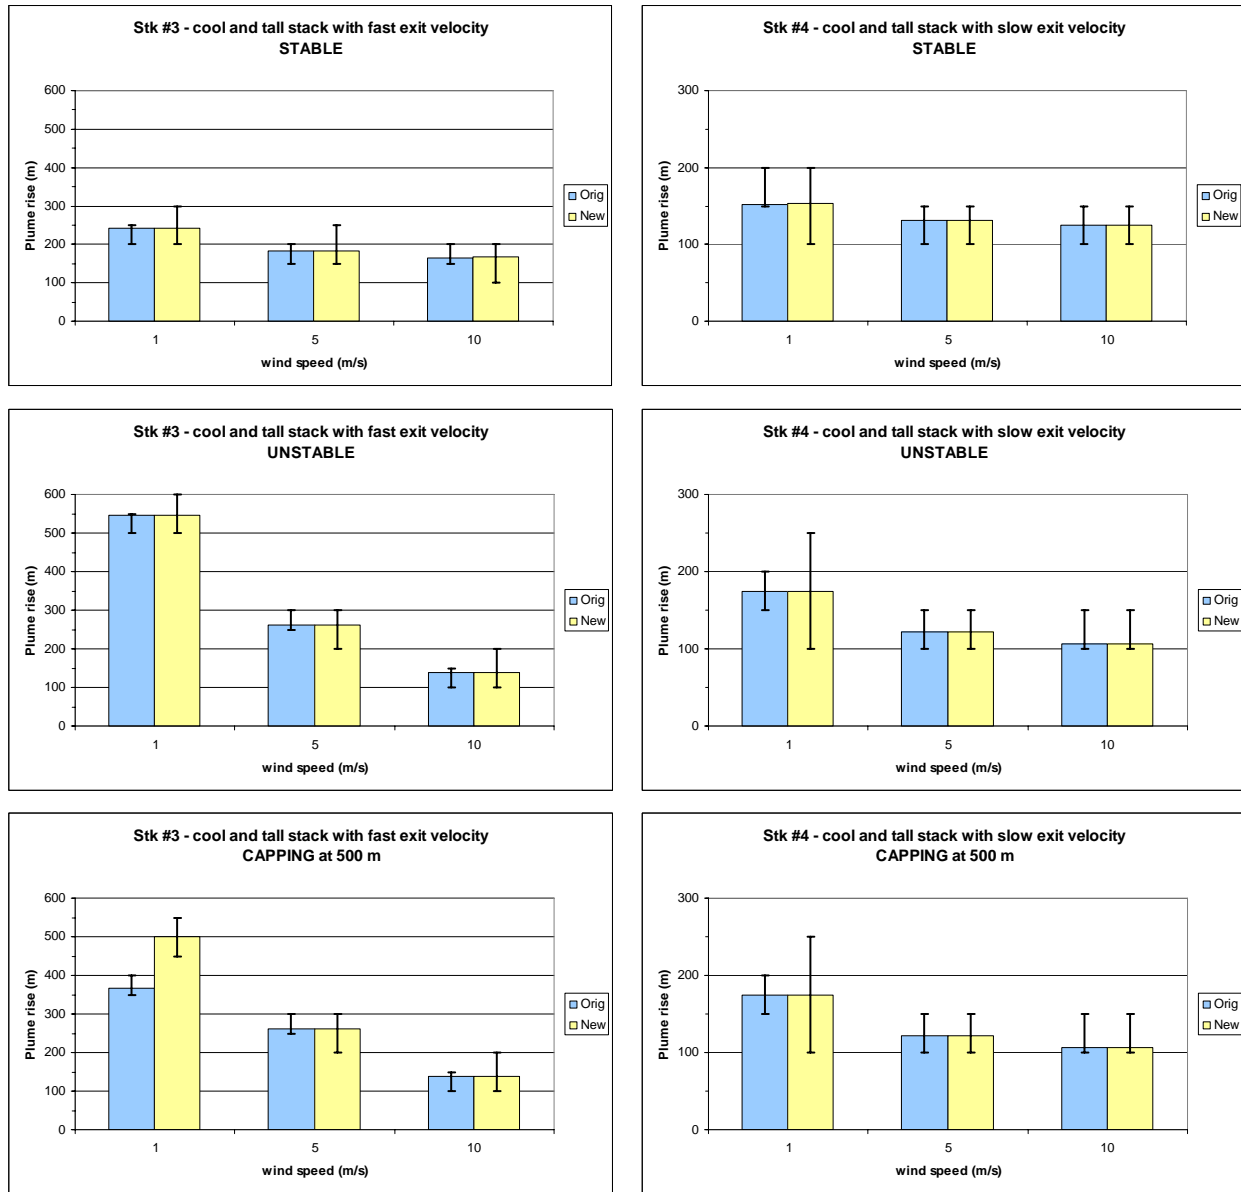 Stk #3 - cool and tall stack with fast exit velocity
STABLE
600
500
400
300
200
100
0
Plume rise (m)
1
5
10
wind speed (m/s)
Orig
New
Stk #4 - cool and tall stack with slow exit velocity
STABLE
300
200
100
0
Plume rise (m)
1
5
10
wind speed (m/s)
Orig
New
Stk #3 - cool and tall stack with fast exit velocity
UNSTABLE
600
500
400
300
200
100
0
Plume rise (m)
1
5
10
wind speed (m/s)
Orig
New
Stk #4 - cool and tall stack with slow exit velocity
UNSTABLE
300
200
100
0
Plume rise (m)
1
5
10
wind speed (m/s)
Orig
New
Stk #3 - cool and tall stack with fast exit velocity
CAPPING at 500 m
600
500
400
300
200
100
0
Plume rise (m)
1
5
10
wind speed (m/s)
Orig
New
Stk #4 - cool and tall stack with slow exit velocity
CAPPING at 500 m
300
200
100
0
Plume rise (m)
1
5
10
wind speed (m/s)
Orig
New